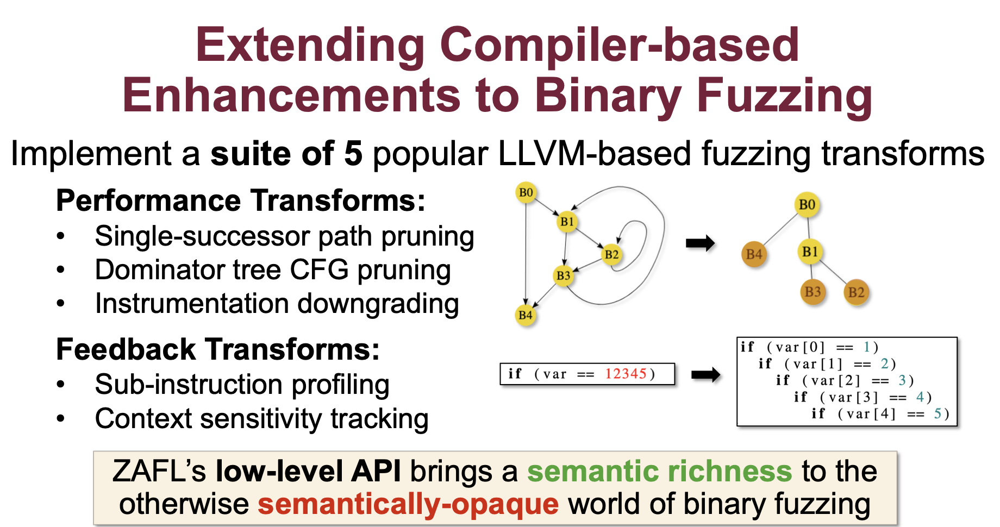 Extending Compiler-based
Enhancements to Binary Fuzzing
Implement a suite of 5 popular LLVM-based fuzzing transforms
Performance Transforms:
• Single-successor path pruning
• Dominator tree CFG pruning
• Instrumentation downgrading
B0
B1
B2
B3
B4
B0
B4
B1
B3
B2
Feedback Transforms:
• Sub-instruction profiling
• Context sensitivity tracking
if (var == 12345)
if (var[0] == 1)
if (var[1] == 2)
if (var[2] == 3)
if (var[3] == 4)
if (var[4] == 5)
ZAFL’s low-level API brings a semantic richness to the
otherwise semantically-opaque world of binary fuzzing